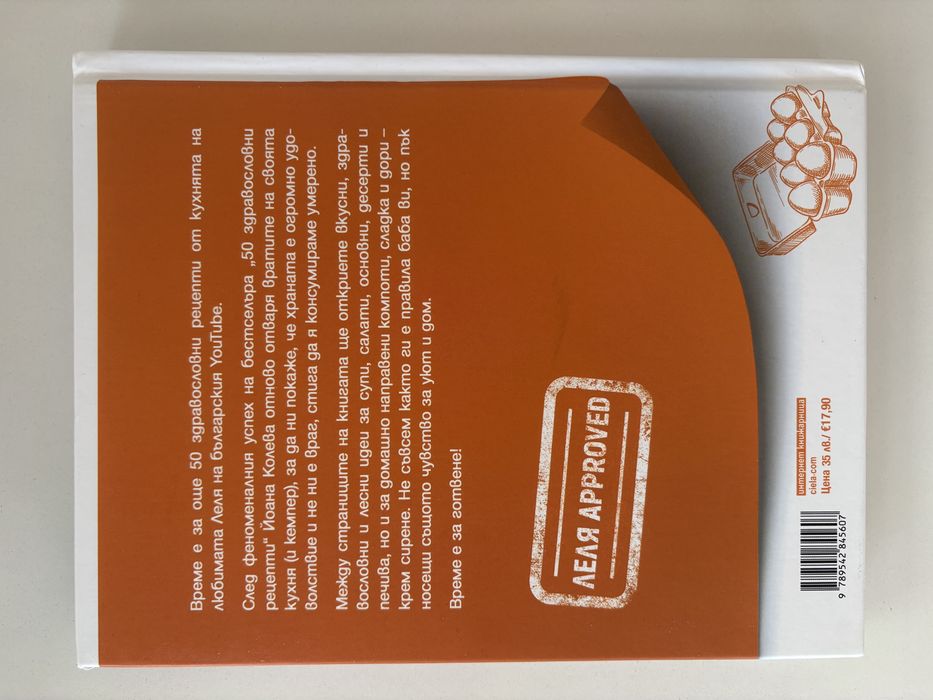 Време е за още 50 здравословни рецепти от кухнята на
любимата Леля на българския YouTube.
След феноменалния успех на бестселъра „50 здравословни
рецепти“ Йоана Колева отново отваря вратите на своята
кухня (и Кемпер), за да ни покаже, че храната е огромно удо-
волствие и не ни е враг, стига да я консумираме умерено.
Между страниците на книгата ще откриете вкусни, здра-
вословни и лесни идеи за супи, салати, основни, десерти и
печива, но и за домашно направени компоти, сладка и дори –
крем сирене. Не съвсем както ги е правила баба ви, но пък
носещи същото чувство за уют и дом.
Време е за готвене!
ЛЕЛЯ APPROVED
интернет книжарница
ciela.com
Цена 35 лв./ €17,90
9 789542 845607